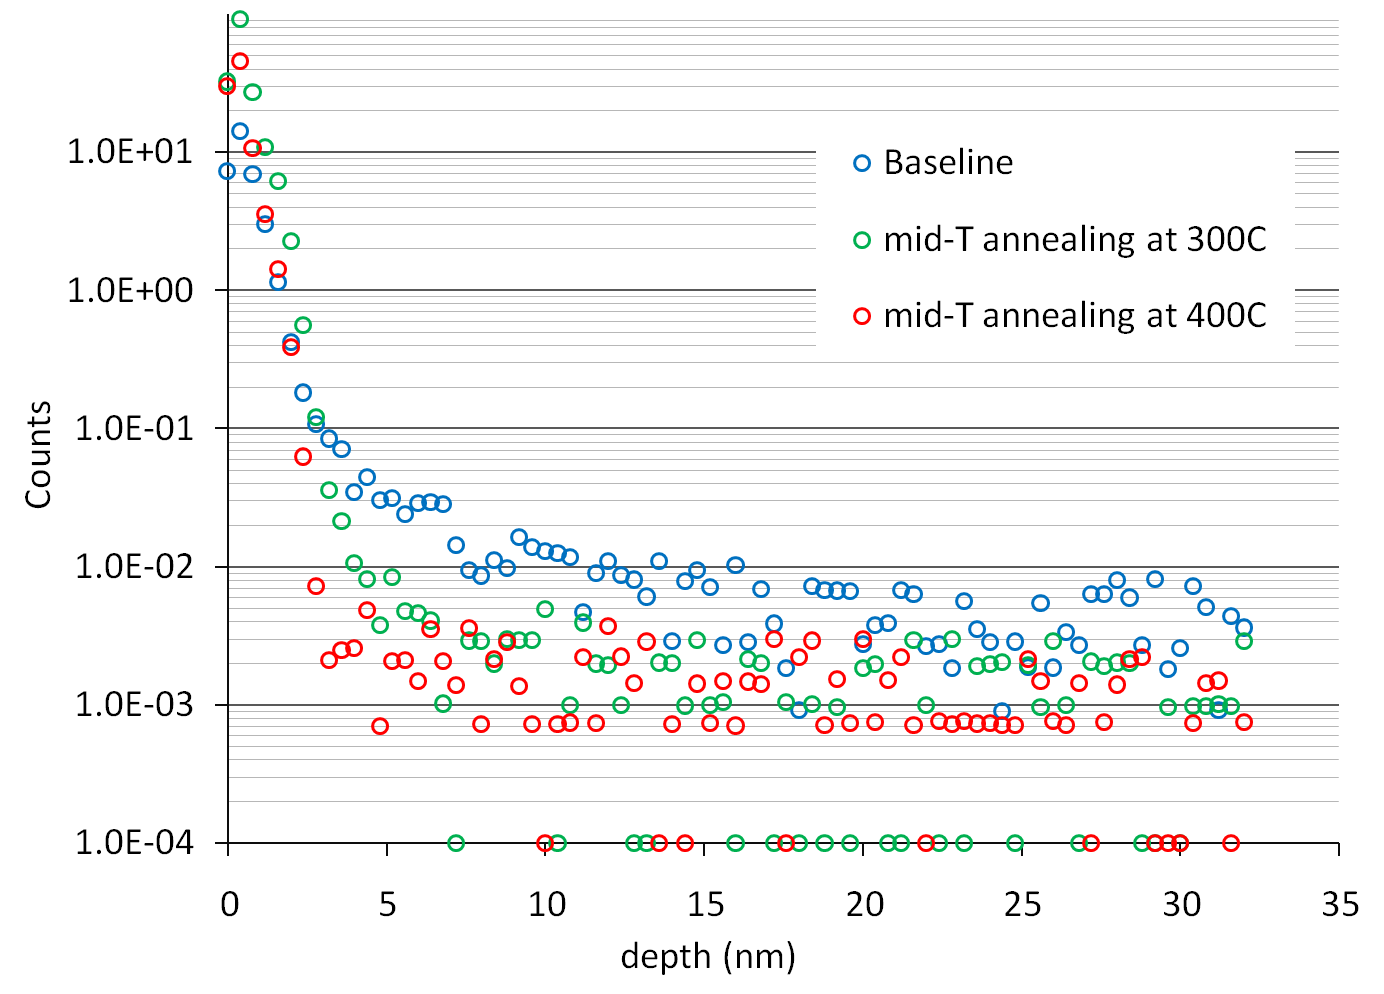 1.0E+01
1.0E+00
1.0E-01
1.0E-02
1.0E-03
1.0E-04
Counts
Baseline
mid-T annealing at 300C
mid-T annealing at 400C
0 5 10 15 20 25 30 35
depth (nm)